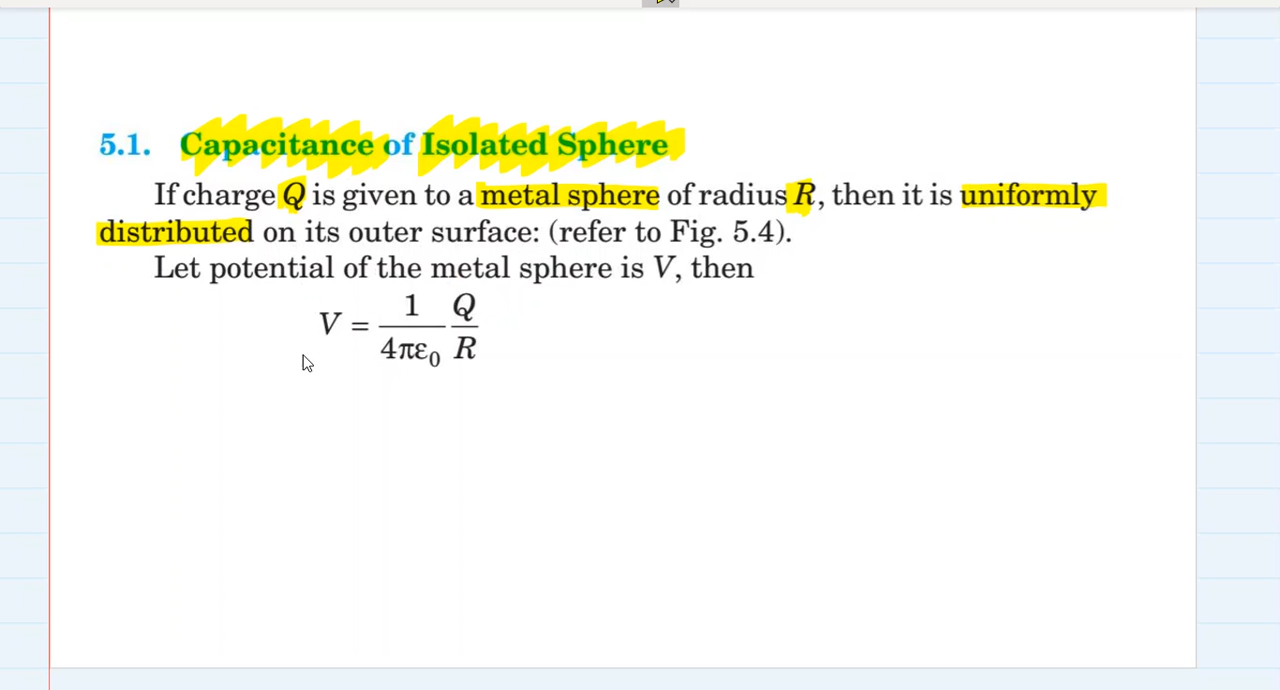 5.1. Capacitance of Isolated Sphere
If charge Q is given to a metal sphere of radius R, then it is uniformly
distributed on its outer surface: (refer to Fig. 5.4).
Let potential of the metal sphere is V, then
V = 1/4πε₀ Q/R